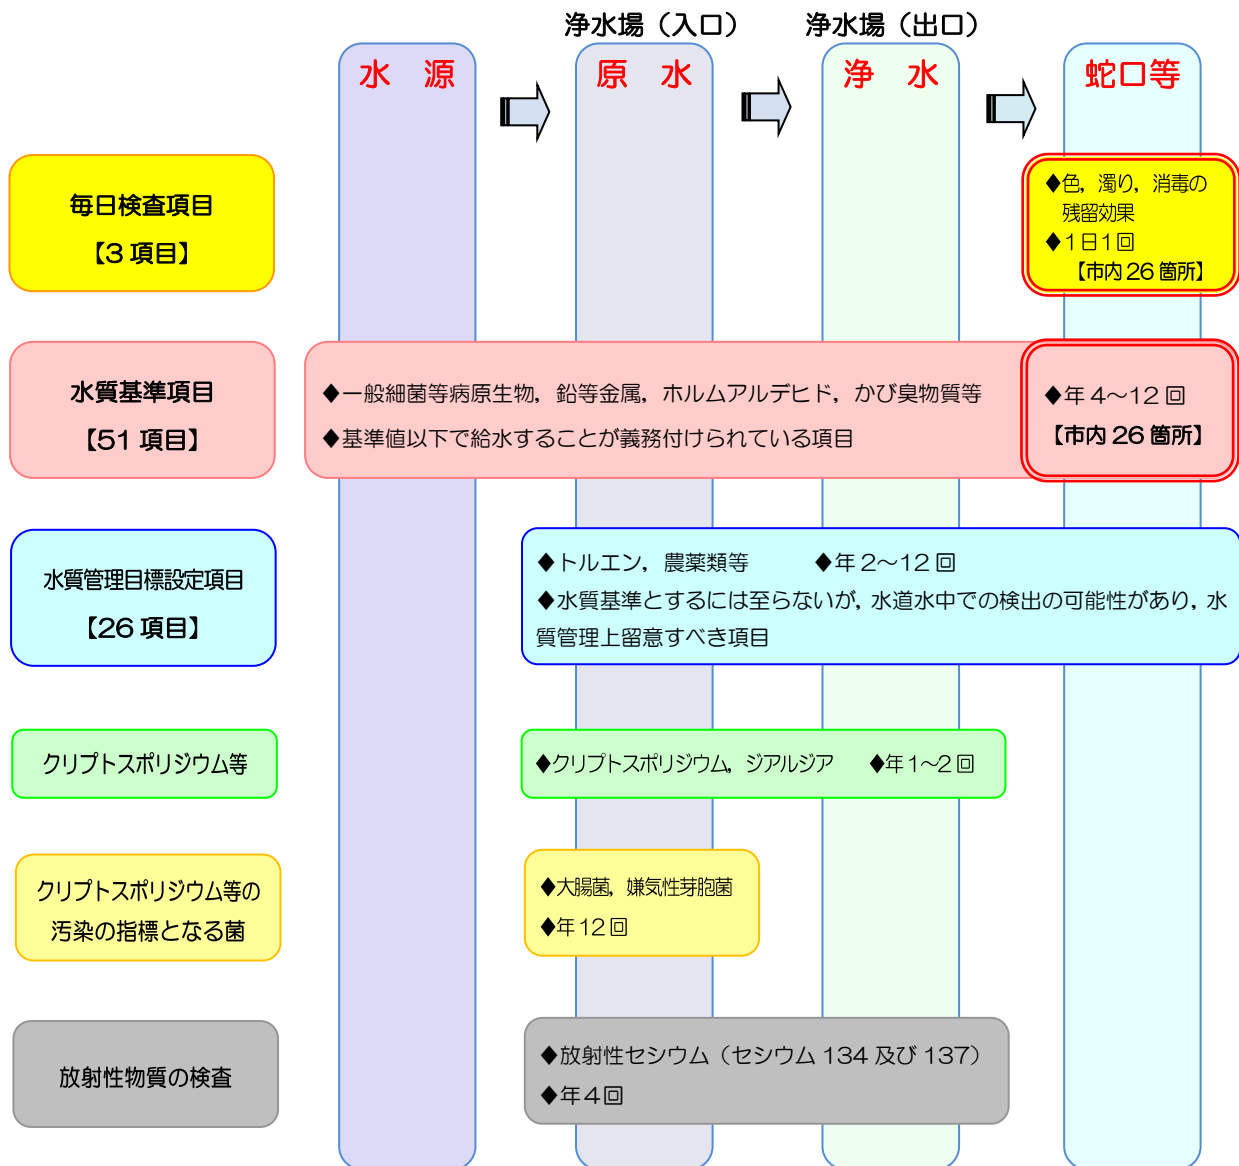 浄水場（入口）
浄水場（出口）
水　源
原　水
浄　水
蛇口等
毎日検査項目
【3 項目】
◆色，濁り，消毒の
残留効果
◆1日1回
【市内 26 箇所】
水質基準項目
【51 項目】
◆一般細菌等病原生物，鉛等金属，ホルムアルデヒド，かび臭物質等
◆基準値以下で給水することが義務付けられている項目
◆年 4～12 回
【市内 26 箇所】
水質管理目標設定項目
【26 項目】
◆トルエン，農薬類等　　　◆年 2～12 回
◆水質基準とするには至らないが，水道水中での検出の可能性があり，水
質管理上留意すべき項目
クリプトスポリジウム等
◆クリプトスポリジウム，ジアルジア　　◆年 1～2 回
クリプトスポリジウム等の
汚染の指標となる菌
◆大腸菌，嫌気性芽胞菌
◆年 12 回
放射性物質の検査
◆放射性セシウム（セシウム 134 及び 137）
◆年4回